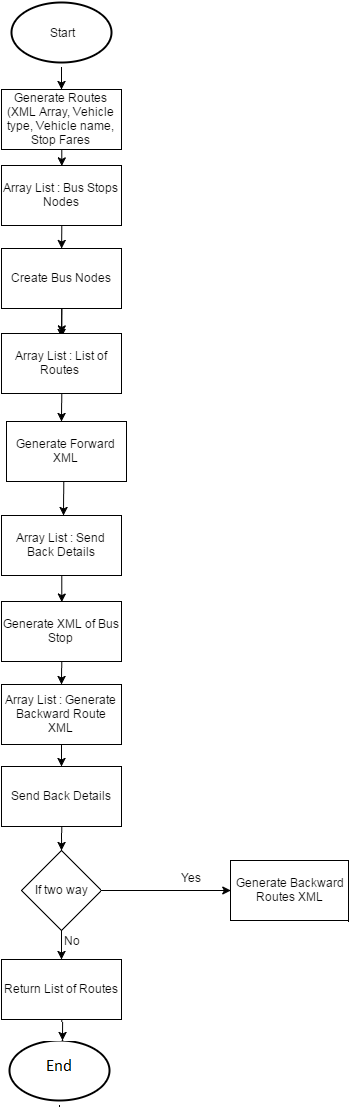 Start
Generate Routes
(XML Array, Vehicle
type, Vehicle name,
Stop Fares
Array List : Bus Stops
Nodes
Create Bus Nodes
Array List : List of
Routes
Generate Forward
XML
Array List : Send
Back Details
Generate XML of Bus
Stop
Array List : Generate
Backward Route
XML
Send Back Details
If two way
Yes
Generate Backward
Routes XML
No
Return List of Routes
End